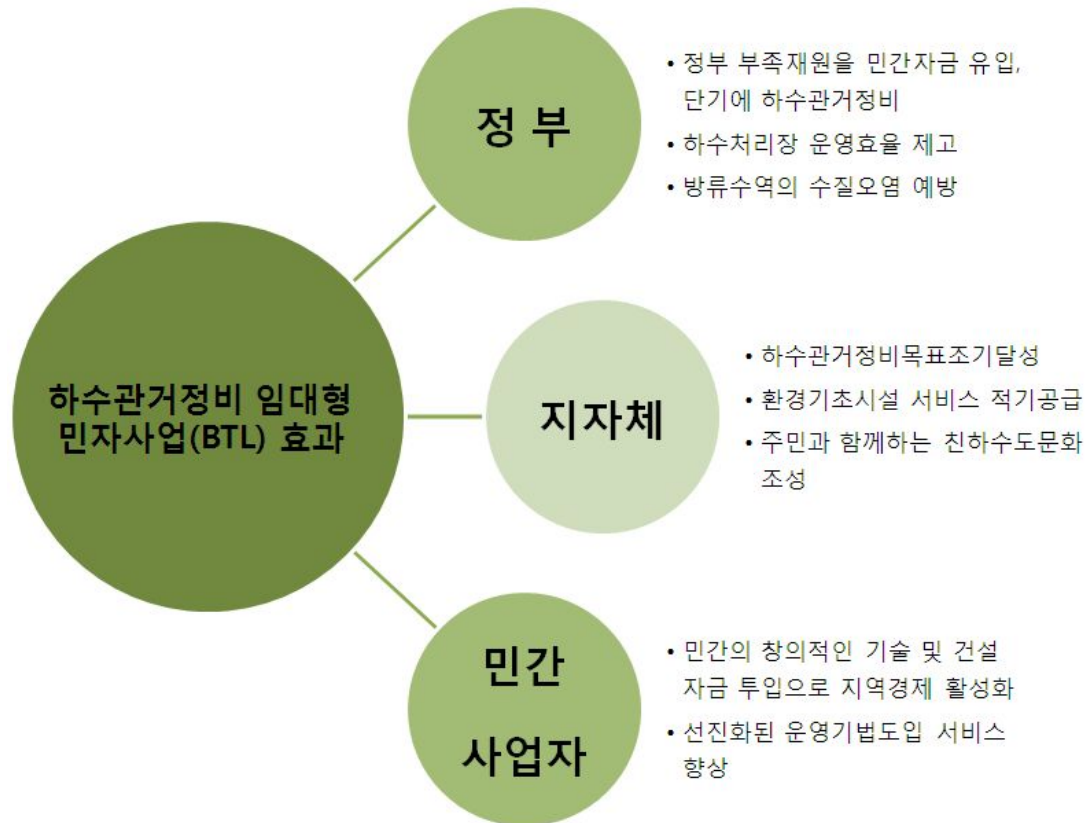 하수관거정비 임대형
민자사업(BTL) 효과
정 부
• 정부 부족재원을 민간자금 유입,
단기에 하수관거정비
• 하수처리장 운영효율 제고
• 방류수역의 수질오염 예방
지자체
• 하수관거정비목표조기달성
• 환경기초시설 서비스 적기공급
• 주민과 함께하는 친하수도문화
조성
민간
사업자
• 민간의 창의적인 기술 및 건설
자금 투입으로 지역경제 활성화
• 선진화된 운영기법도입 서비스
향상